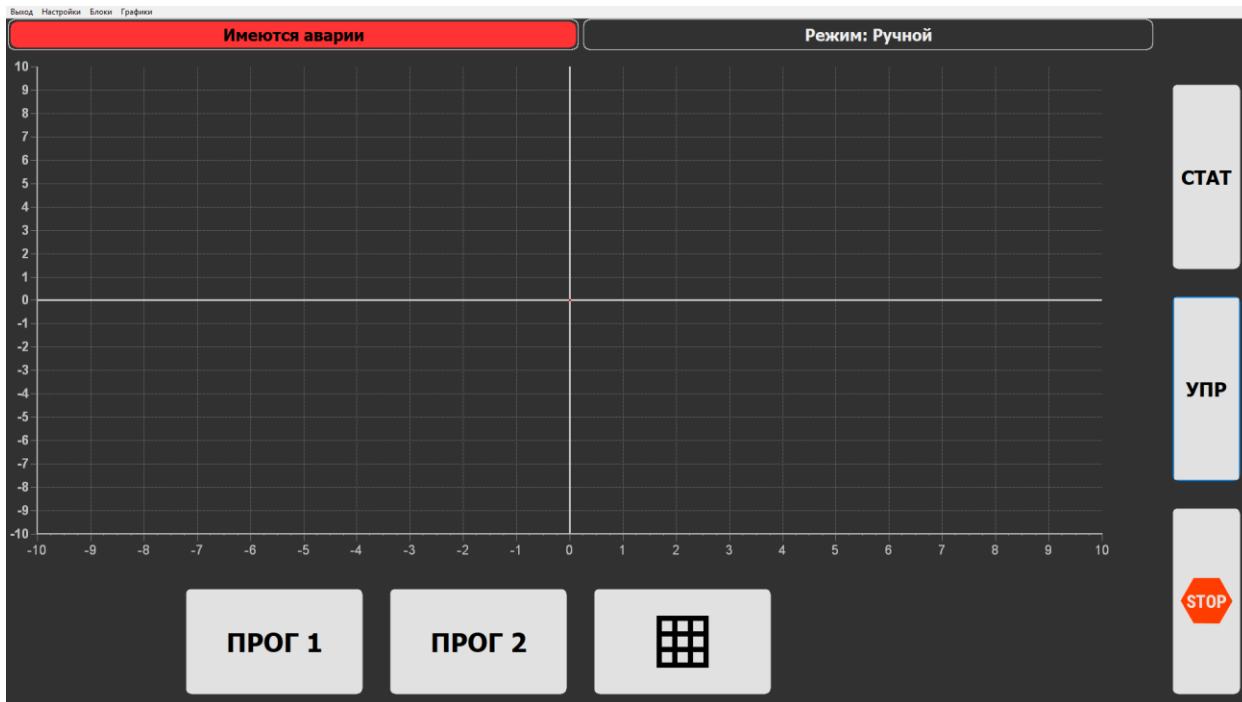 Выход Настройки Блоки Графики
Имеются аварии
Режим: Ручной
10
9
8
7
6
5
4
3
2
1
0
-1
-2
-3
-4
-5
-6
-7
-8
-9
-10
-10 -9 -8 -7 -6 -5 -4 -3 -2 -1 0 1 2 3 4 5 6 7 8 9 10
СТАТ
УПР
STOP
ПРОГ 1
ПРОГ 2